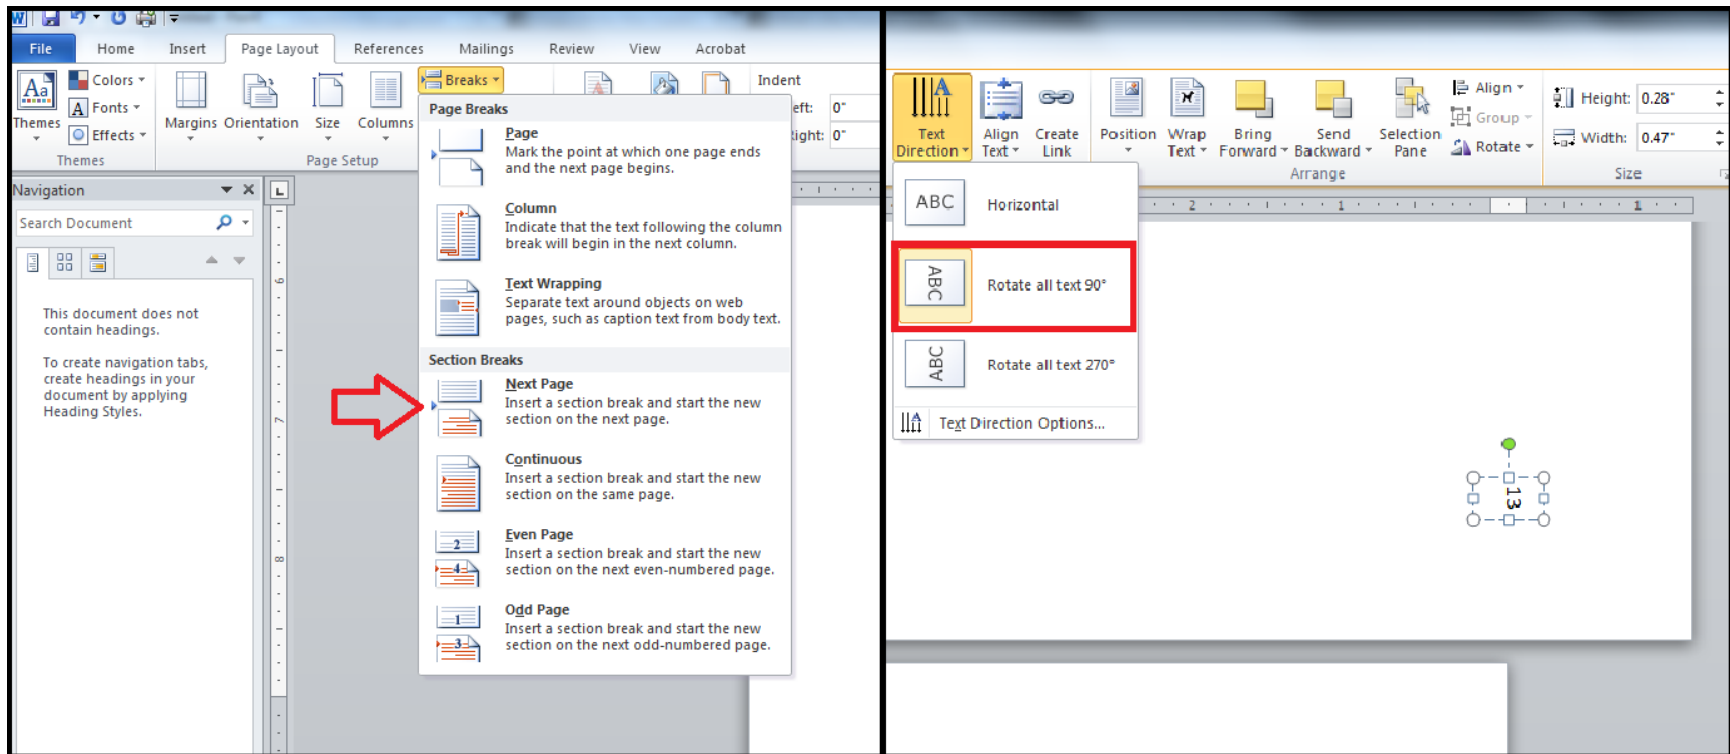 File Home Insert Page Layout References Mailings Review View Acrobat
Themes
Colors
Fonts
Effects
Themes
Margins Orientation Size Columns
Page Setup
Breaks
Indent
eft: 0"
Right: 0"
Page Breaks
Page
Mark the point at which one page ends
and the next page begins.
Column
Indicate that the text following the column
break will begin in the next column.
Text Wrapping
Separate text around objects on web
pages, such as caption text from body text.
Section Breaks
Next Page
Insert a section break and start the new
section on the next page.
Continuous
Insert a section break and start the new
section on the same page.
Even Page
Insert a section break and start the new
section on the next even-numbered page.
Odd Page
Insert a section break and start the new
section on the next odd-numbered page.
Navigation
Search Document
This document does not
contain headings.
To create navigation tabs,
create headings in your
document by applying
Heading Styles.
6
7
8
Text
Direction
Align
Text
Create
Link
Position
Wrap
Text
Bring
Forward
Send
Backward
Selection
Pane
Align
Group
Rotate
Arrange
Height: 0.28"
Width: 0.47"
Size
2 1 1
ABC Horizontal
ABC Rotate all text 90°
ABC Rotate all text 270°
Text Direction Options...
13